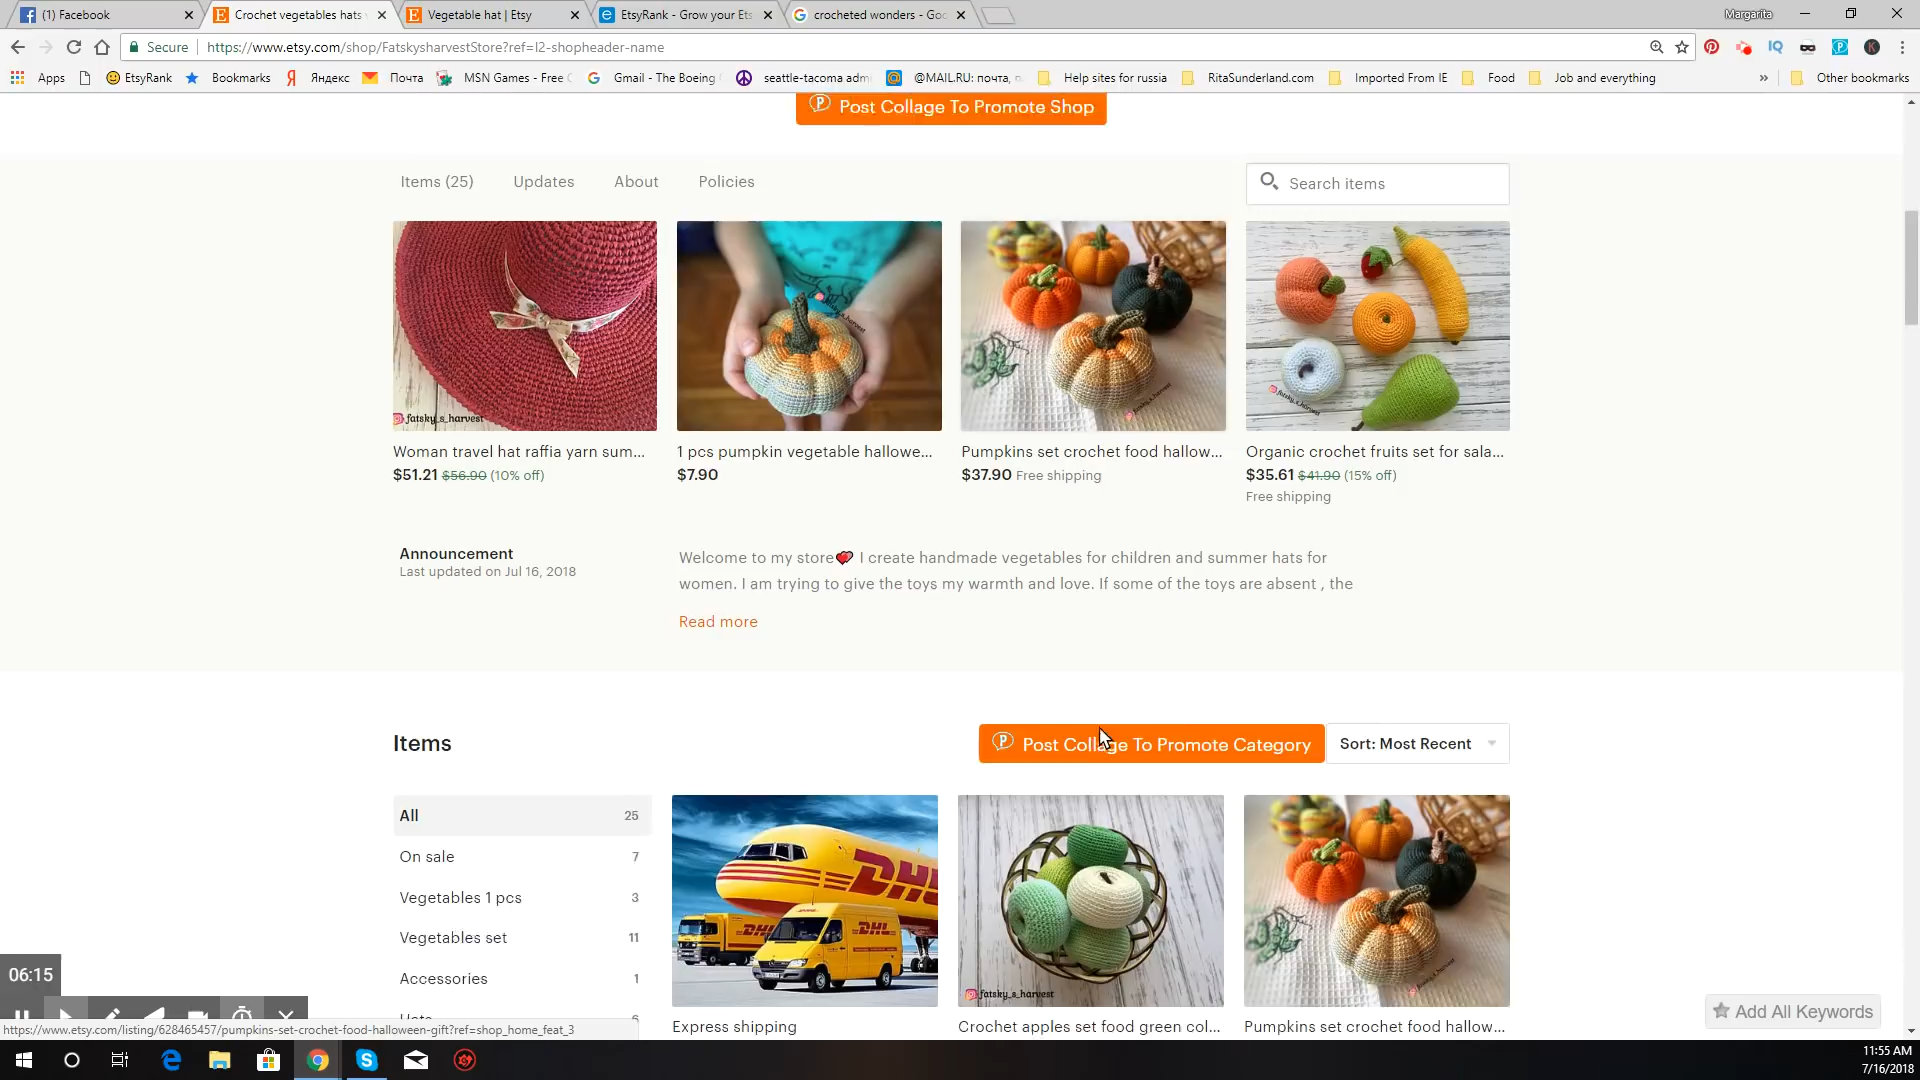 (1) Facebook
Crochet vegetables hats
Vegetable hat | Etsy
EtsyRank - Grow your Ets
crocheted wonders - Goo
Margarita
Secure
https://www.etsy.com/shop/FatskysharvestStore?ref=l2-shopheader-name
Apps
EtsyRank
Bookmarks
Яндекс
Почта
MSN Games - Free
Gmail - The Boeing
seattle-tacoma adm
@MAIL.RU: почта,
Help sites for russia
RitaSunderland.com
Imported From IE
Food
Job and everything
»
Other bookmarks
Post Collage To Promote Shop
Items (25)
Updates
About
Policies
Search items
fatsky_s_harvest
Woman travel hat raffia yarn sum...
$51.21 $56.90 (10% off)
1 pcs pumpkin vegetable hallowe...
$7.90
Pumpkins set crochet food hallow...
$37.90 Free shipping
Organic crochet fruits set for sala...
$35.61 $41.90 (15% off)
Free shipping
Announcement
Last updated on Jul 16, 2018
Welcome to my store❤ I create handmade vegetables for children and summer hats for
women. I am trying to give the toys my warmth and love. If some of the toys are absent , the
Read more
Items
Post Collage To Promote Category
Sort: Most Recent
All 25
On sale 7
Vegetables 1 pcs 3
Vegetables set 11
Accessories 1
Hats 6
DHL
DHL
DHL
fatsky_s_harvest
Express shipping
Crochet apples set food green col...
Pumpkins set crochet food hallow...
06:15
Add All Keywords
https://www.etsy.com/listing/628465457/pumpkins-set-crochet-food-halloween-gift?ref=shop_home_feat_3
11:55 AM
7/16/2018